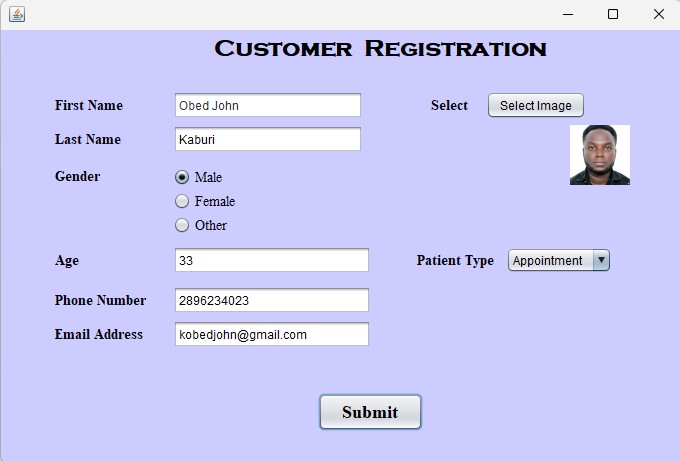 Customer Registration
First Name Obed John Select Select Image
Last Name Kaburi
Gender Male
Female
Other
Age 33 Patient Type Appointment
Phone Number 2896234023
Email Address kobedjohn@gmail.com
Submit